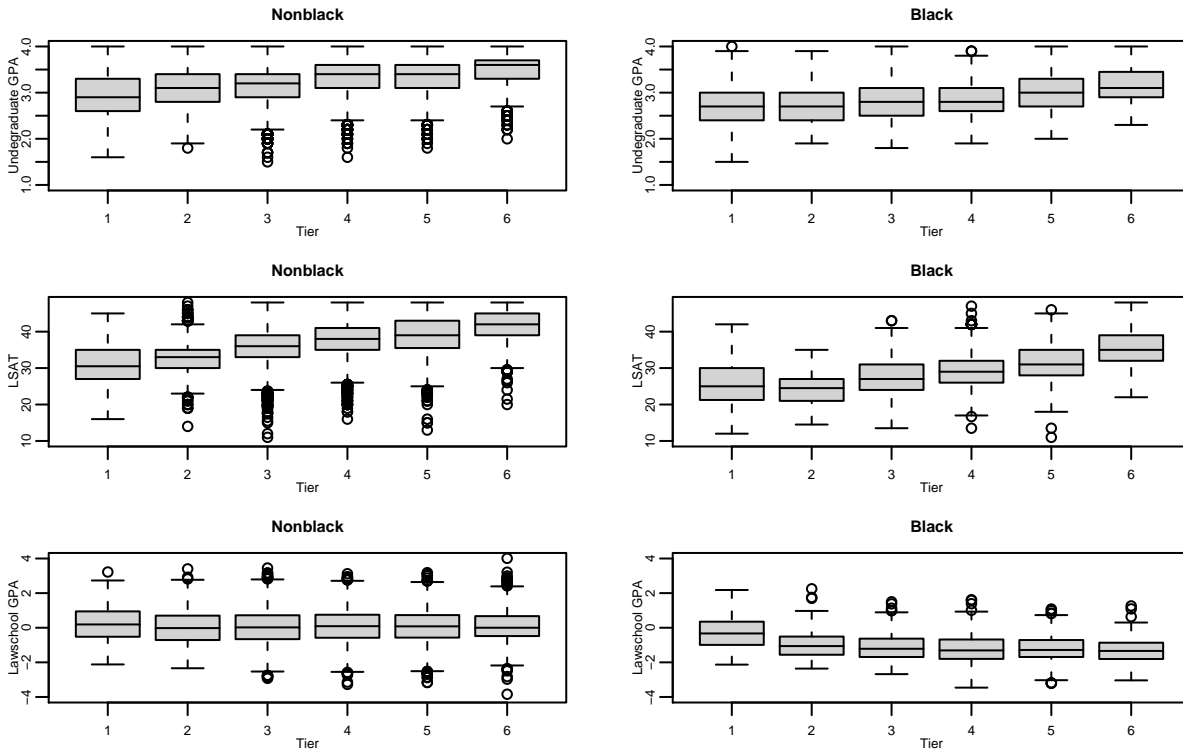 Nonblack
Undegraduate GPA
1.0 2.0 3.0 4.0
1 2 3 4 5 6
Tier
Black
Undegraduate GPA
1.0 2.0 3.0 4.0
1 2 3 4 5 6
Tier
Nonblack
LSAT
10 20 30 40
1 2 3 4 5 6
Tier
Black
LSAT
10 20 30 40
1 2 3 4 5 6
Tier
Nonblack
Lawschool GPA
−4 −2 0 2 4
1 2 3 4 5 6
Tier
Black
Lawschool GPA
−4 −2 0 2 4
1 2 3 4 5 6
Tier